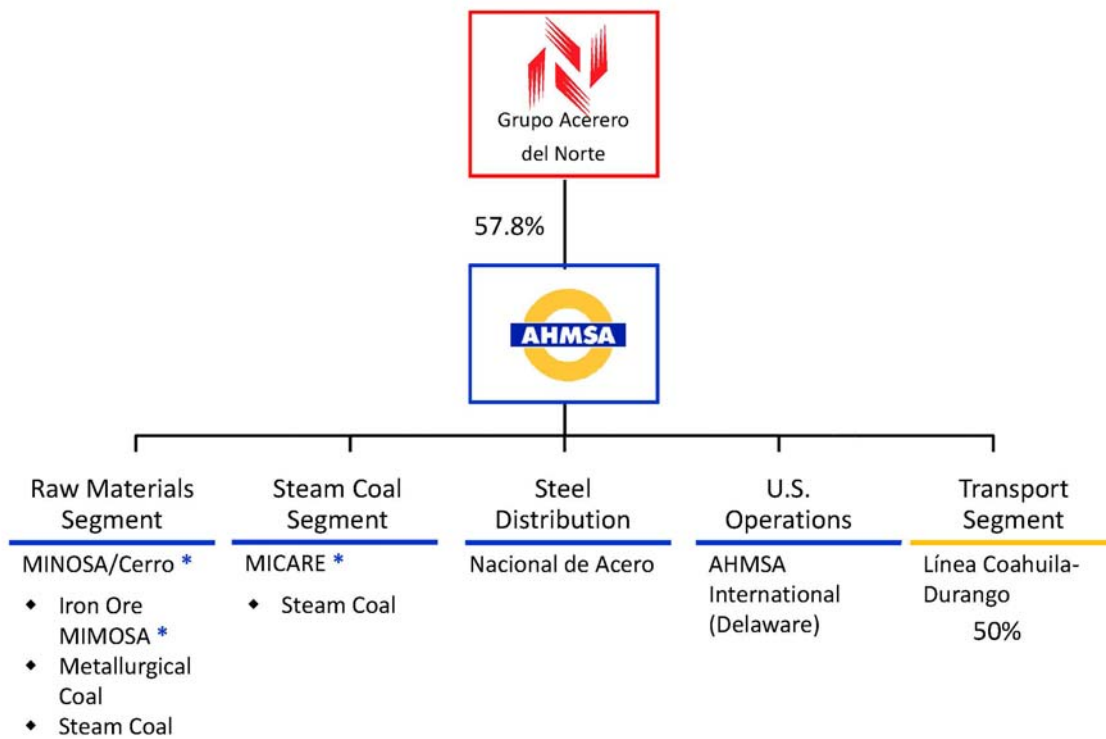 Grupo Acerero
del Norte
57.8%
AHMSA
Raw Materials
Segment
MINOSA/Cerro *
◆ Iron Ore
MIMOSA *
◆ Metallurgical
Coal
◆ Steam Coal
Steam Coal
Segment
MICARE *
◆ Steam Coal
Steel
Distribution
Nacional de Acero
U.S.
Operations
AHMSA
International
(Delaware)
Transport
Segment
Línea Coahuila-
Durango
50%